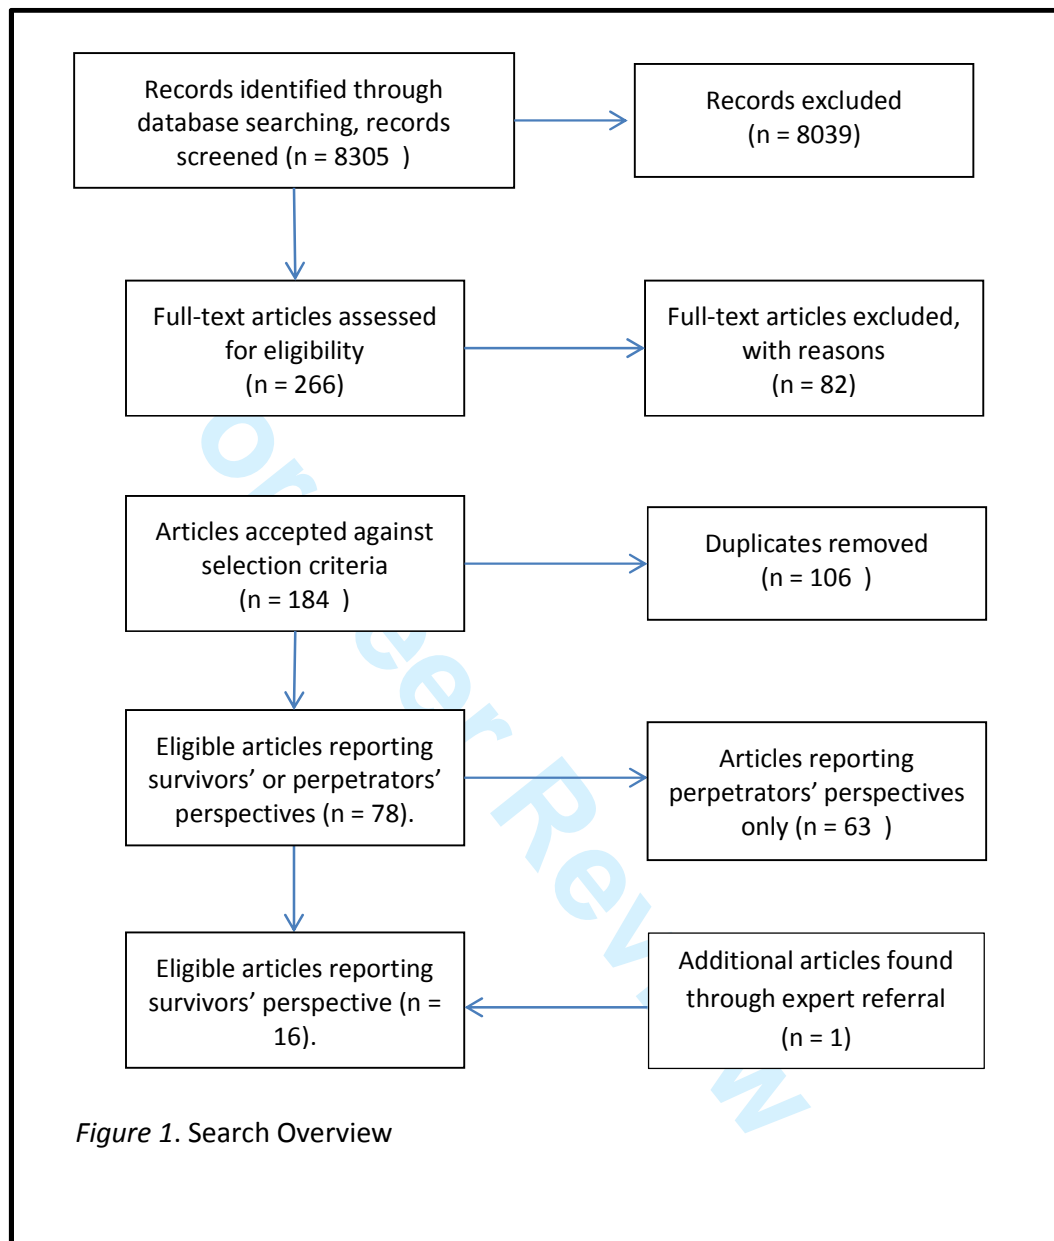 Records identified through
database searching, records
screened (n = 8305  )
Records excluded
(n = 8039)
Full-text articles assessed
for eligibility
(n = 266)
Full-text articles excluded,
with reasons
(n = 82)
Articles accepted against
selection criteria
(n = 184  )
Duplicates removed
(n = 106  )
Eligible articles reporting
survivors’ or perpetrators’
perspectives (n = 78).
Articles reporting
perpetrators’ perspectives
only (n = 63  )
Eligible articles reporting
survivors’ perspective (n =
16).
Additional articles found
through expert referral
(n = 1)
Figure 1. Search Overview
or Peer Review